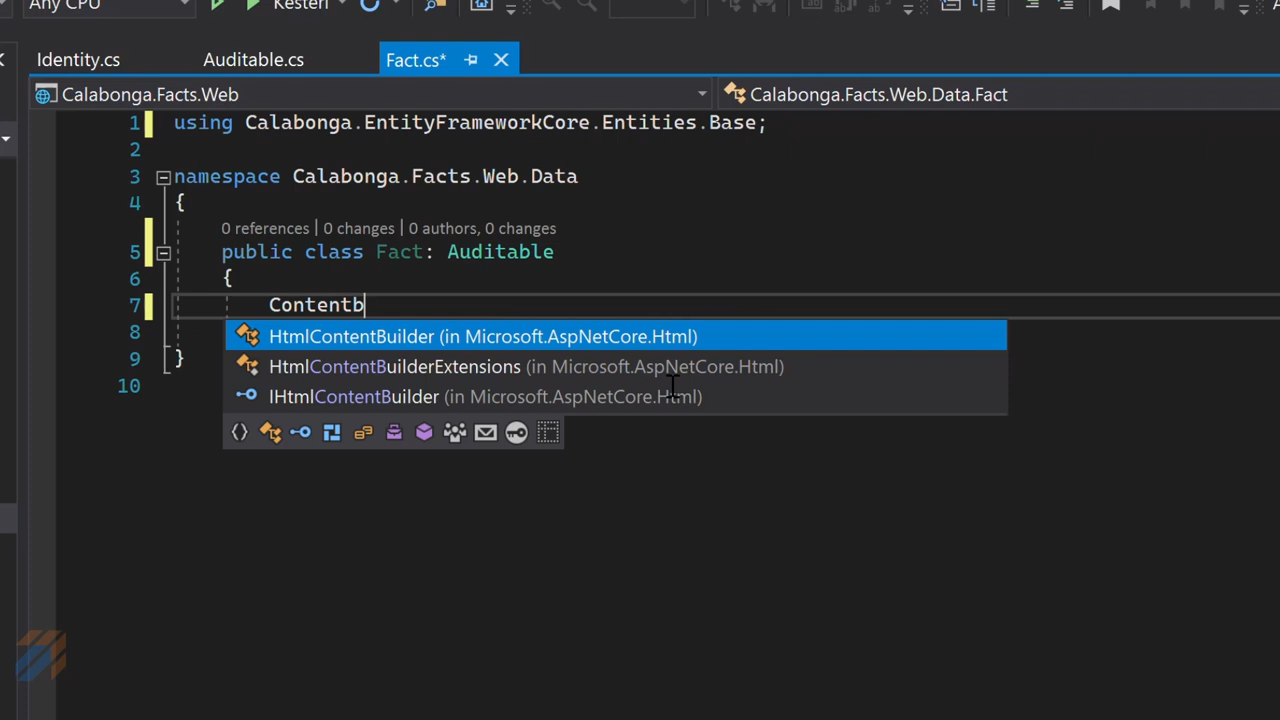 Any CPU Kestrel
Identity.cs Auditable.cs Fact.cs*
Calabonga.Facts.Web Calabonga.Facts.Web.Data.Fact
1 using Calabonga.EntityFrameworkCore.Entities.Base;
2
3 namespace Calabonga.Facts.Web.Data
4 {
0 references | 0 changes | 0 authors, 0 changes
5 public class Fact: Auditable
6 {
7 Contentb
HtmlContentBuilder (in Microsoft.AspNetCore.Html)
8
HtmlContentBuilderExtensions (in Microsoft.AspNetCore.Html)
9 }
10
IHtmlContentBuilder (in Microsoft.AspNetCore.Html)